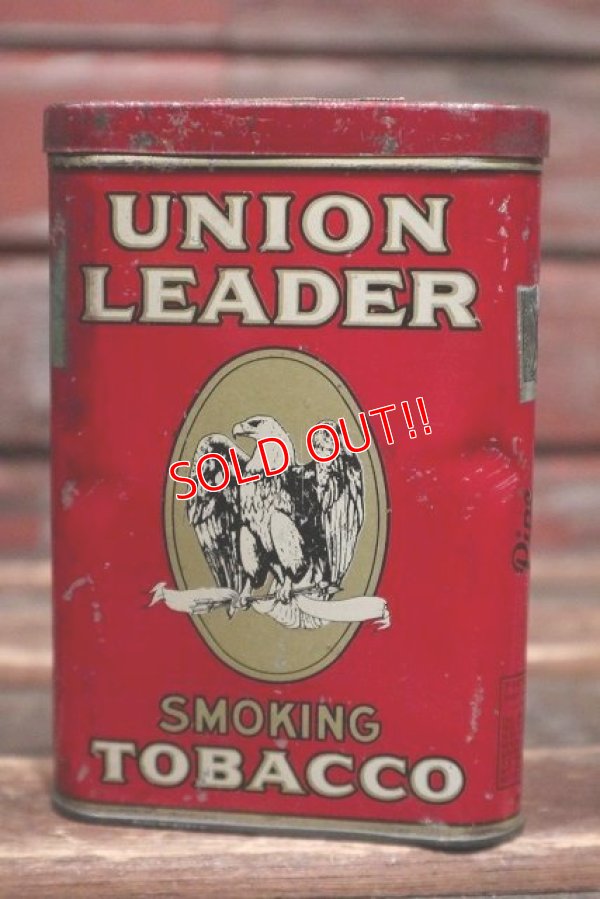 UNION
LEADER
SOLD OUT!!
SMOKING
TOBACCO